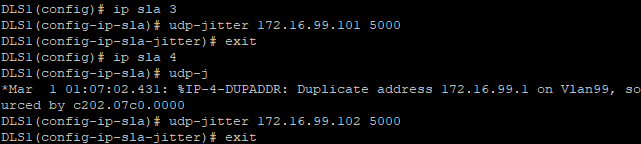 DLS1(config)# ip sla 3
DLS1(config-ip-sla)# udp-jitter 172.16.99.101 5000
DLS1(config-ip-sla-jitter)# exit
DLS1(config)# ip sla 4
DLS1(config-ip-sla)# udp-j
*Mar  1 01:07:02.431: %IP-4-DUPADDR: Duplicate address 172.16.99.1 on Vlan99, so
urced by c202.07c0.0000
DLS1(config-ip-sla)# udp-jitter 172.16.99.102 5000
DLS1(config-ip-sla-jitter)# exit